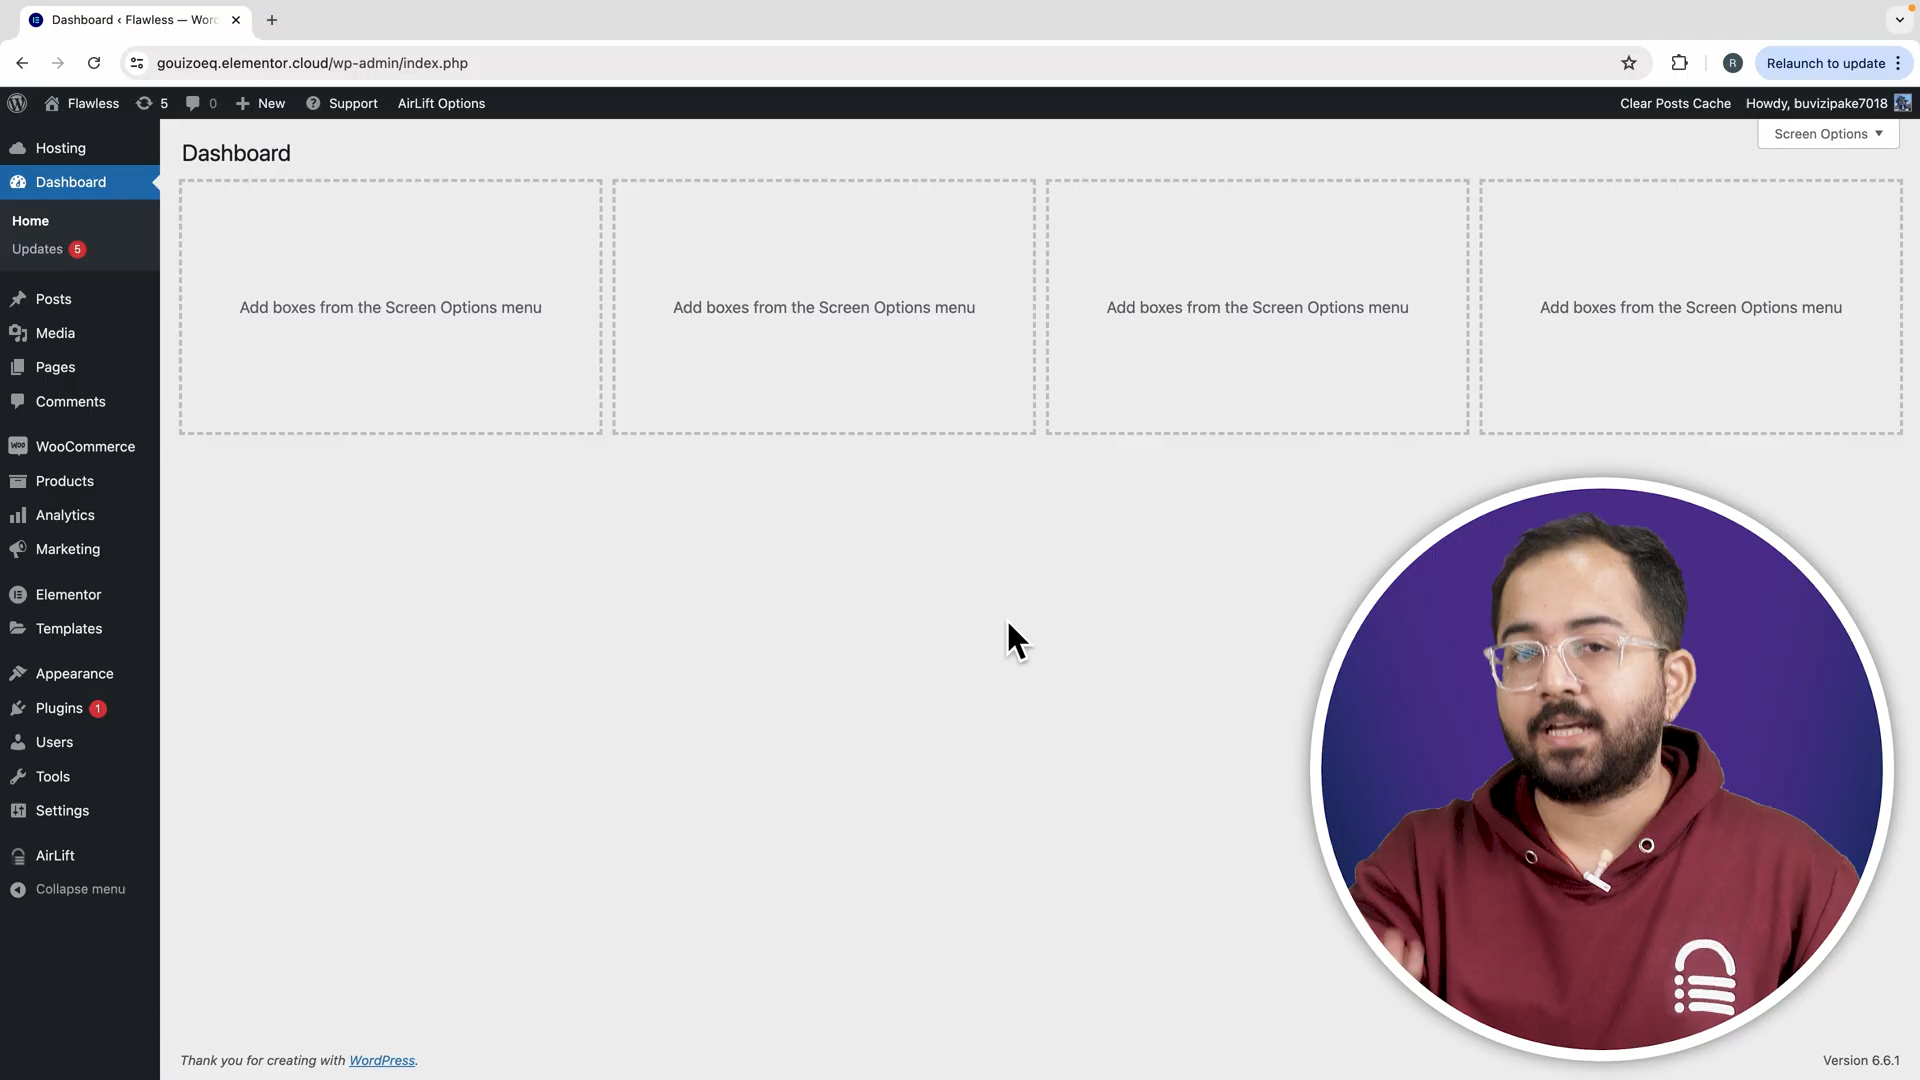 Dashboard ‹ Flawless — Wor
gouizoeq.elementor.cloud/wp-admin/index.php
R
Relaunch to update
Flawless
5
0
New
Support
AirLift Options
Clear Posts Cache
Howdy, buvizipake7018
Screen Options
Hosting
Dashboard
Home
Updates 5
Posts
Media
Pages
Comments
WooCommerce
Products
Analytics
Marketing
Elementor
Templates
Appearance
Plugins 1
Users
Tools
Settings
AirLift
Collapse menu
Dashboard
Add boxes from the Screen Options menu
Add boxes from the Screen Options menu
Add boxes from the Screen Options menu
Add boxes from the Screen Options menu
Thank you for creating with WordPress.
Version 6.6.1